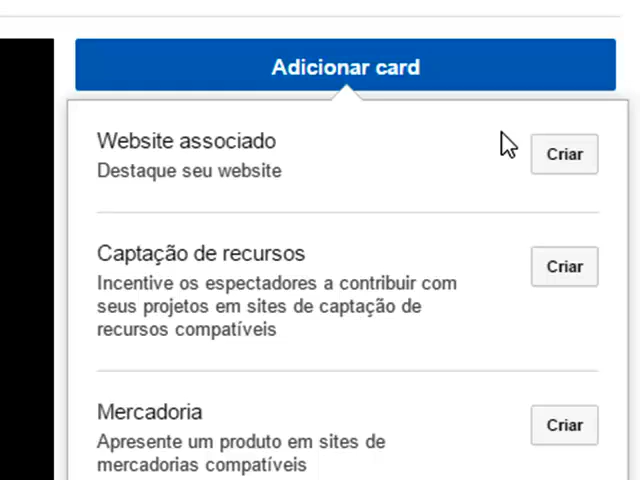 Adicionar card
Website associado
Criar
Destaque seu website
Captação de recursos
Criar
Incentive os espectadores a contribuir com
seus projetos em sites de captação de
recursos compatíveis
Mercadoria
Criar
Apresente um produto em sites de
mercadorias compatíveis